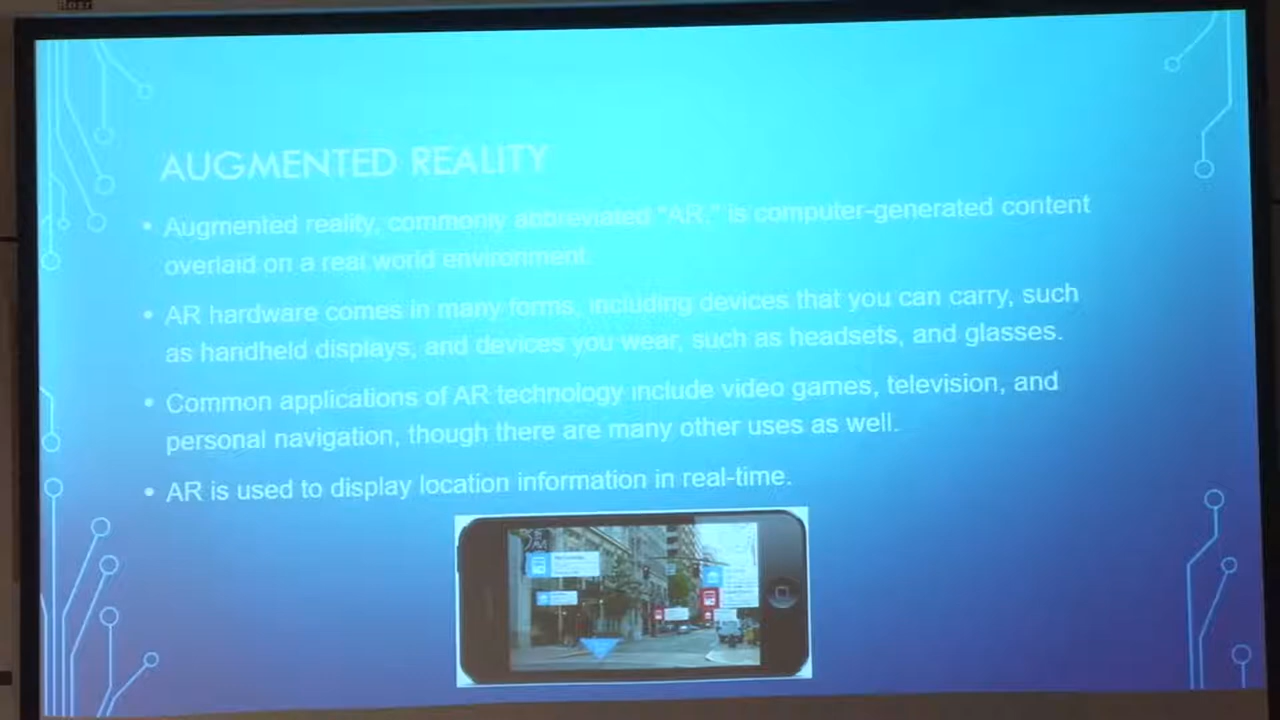 AUGMENTED REALITY
• Augmented reality, commonly abbreviated "AR," is computer-generated content
overlaid on a real world environment.
• AR hardware comes in many forms, including devices that you can carry, such
as handheld displays, and devices you wear, such as headsets, and glasses.
• Common applications of AR technology include video games, television, and
personal navigation, though there are many other uses as well.
• AR is used to display location information in real-time.